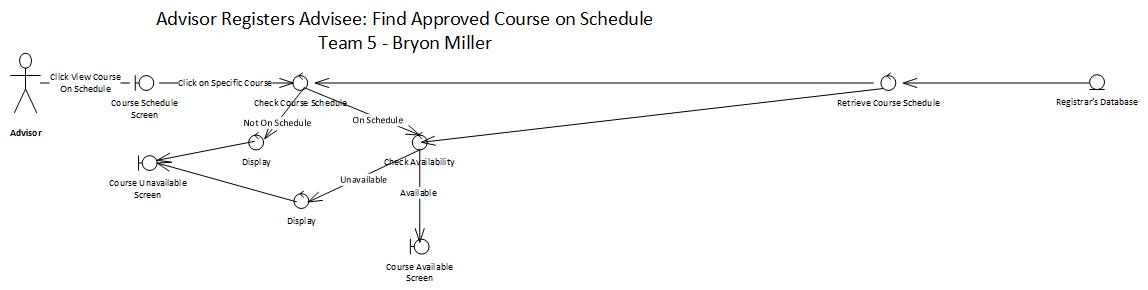 Advisor Registers Advisee: Find Approved Course on Schedule
Team 5 - Bryon Miller
Click View Course
On Schedule
Click on Specific Course
Course Schedule
Screen
Check Course Schedule
Retrieve Course Schedule
Registrar's Database
Advisor
Not On Schedule
On Schedule
Display
Check Availability
Course Unavailable
Screen
Unavailable
Available
Display
Course Available
Screen